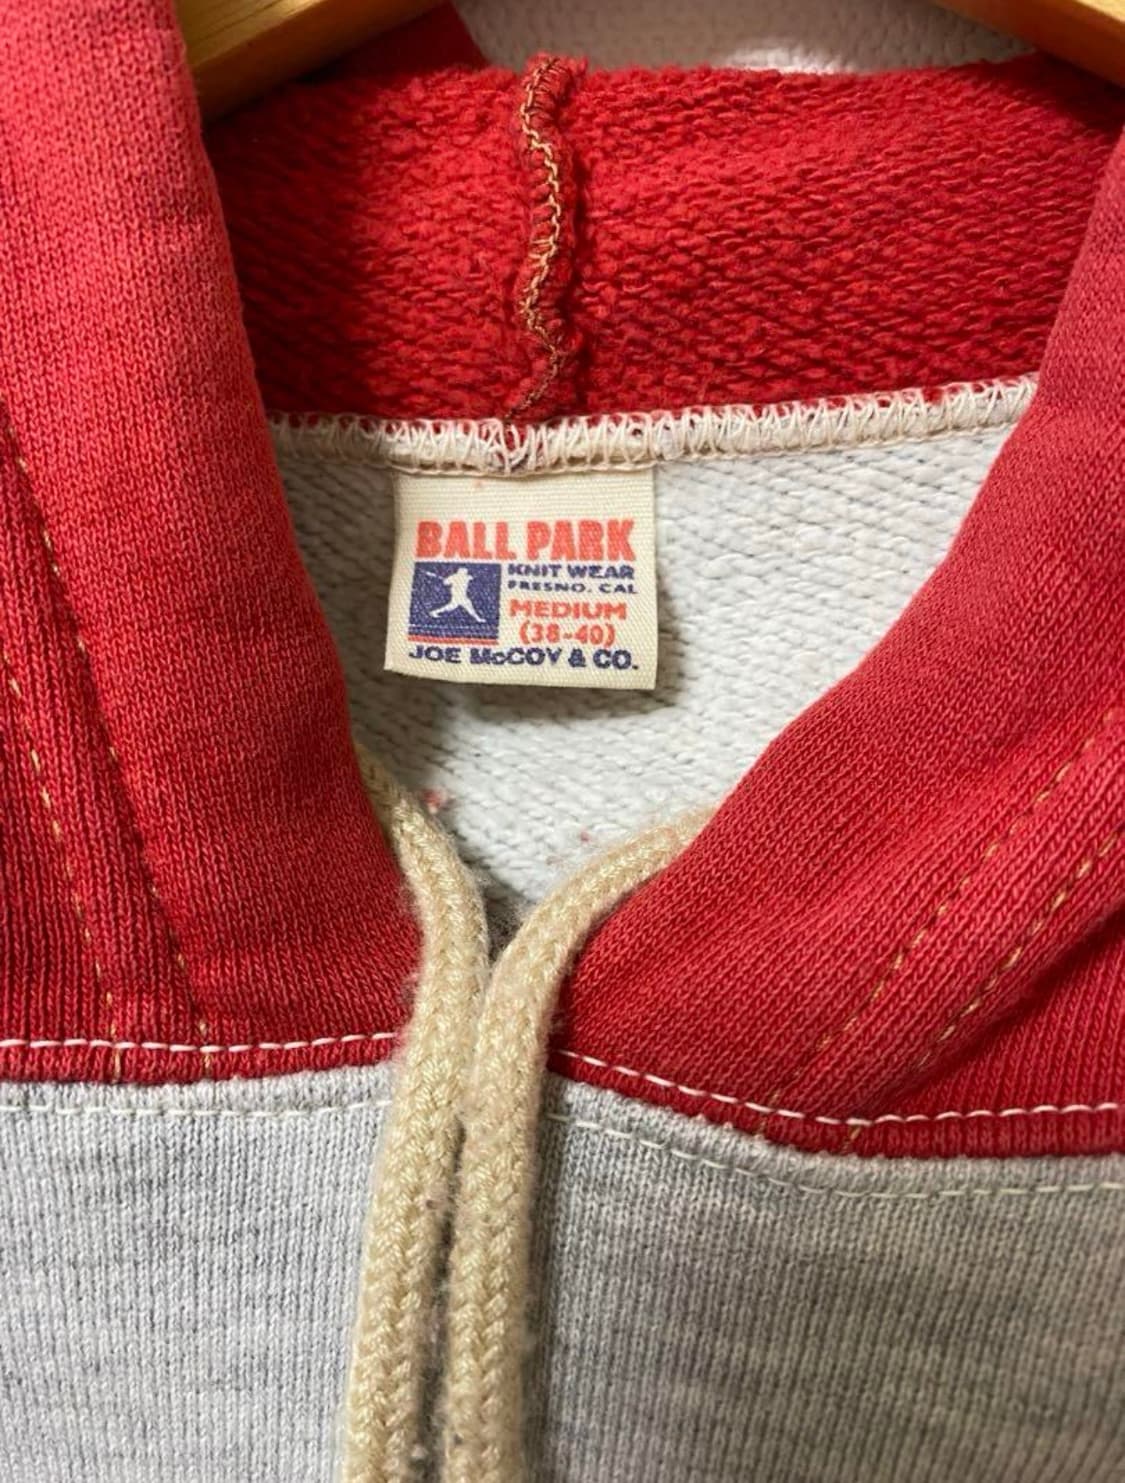 BALL PARK
KNIT WEAR
FRESNO. CAL
MEDIUM
(38-40)
JOE McCOY & CO.